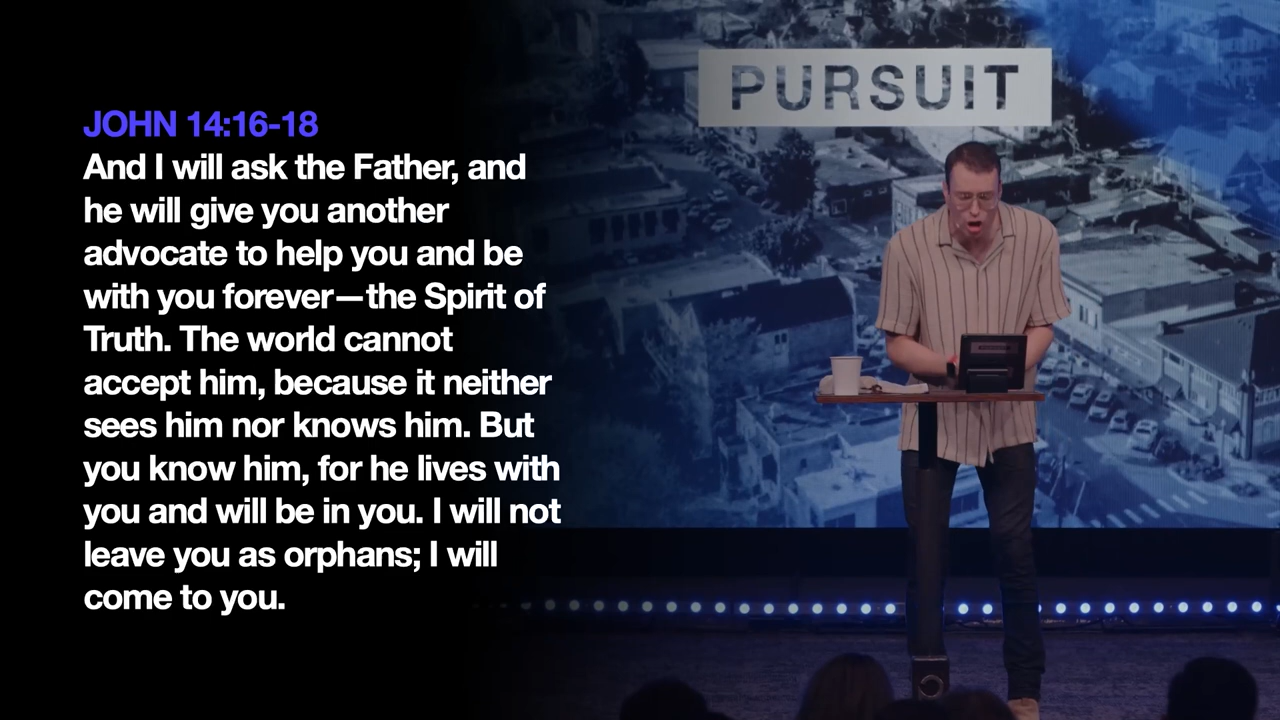 JOHN 14:16-18
And I will ask the Father, and
he will give you another
advocate to help you and be
with you forever—the Spirit of
Truth. The world cannot
accept him, because it neither
sees him nor knows him. But
you know him, for he lives with
you and will be in you. I will not
leave you as orphans; I will
come to you.
PURSUIT